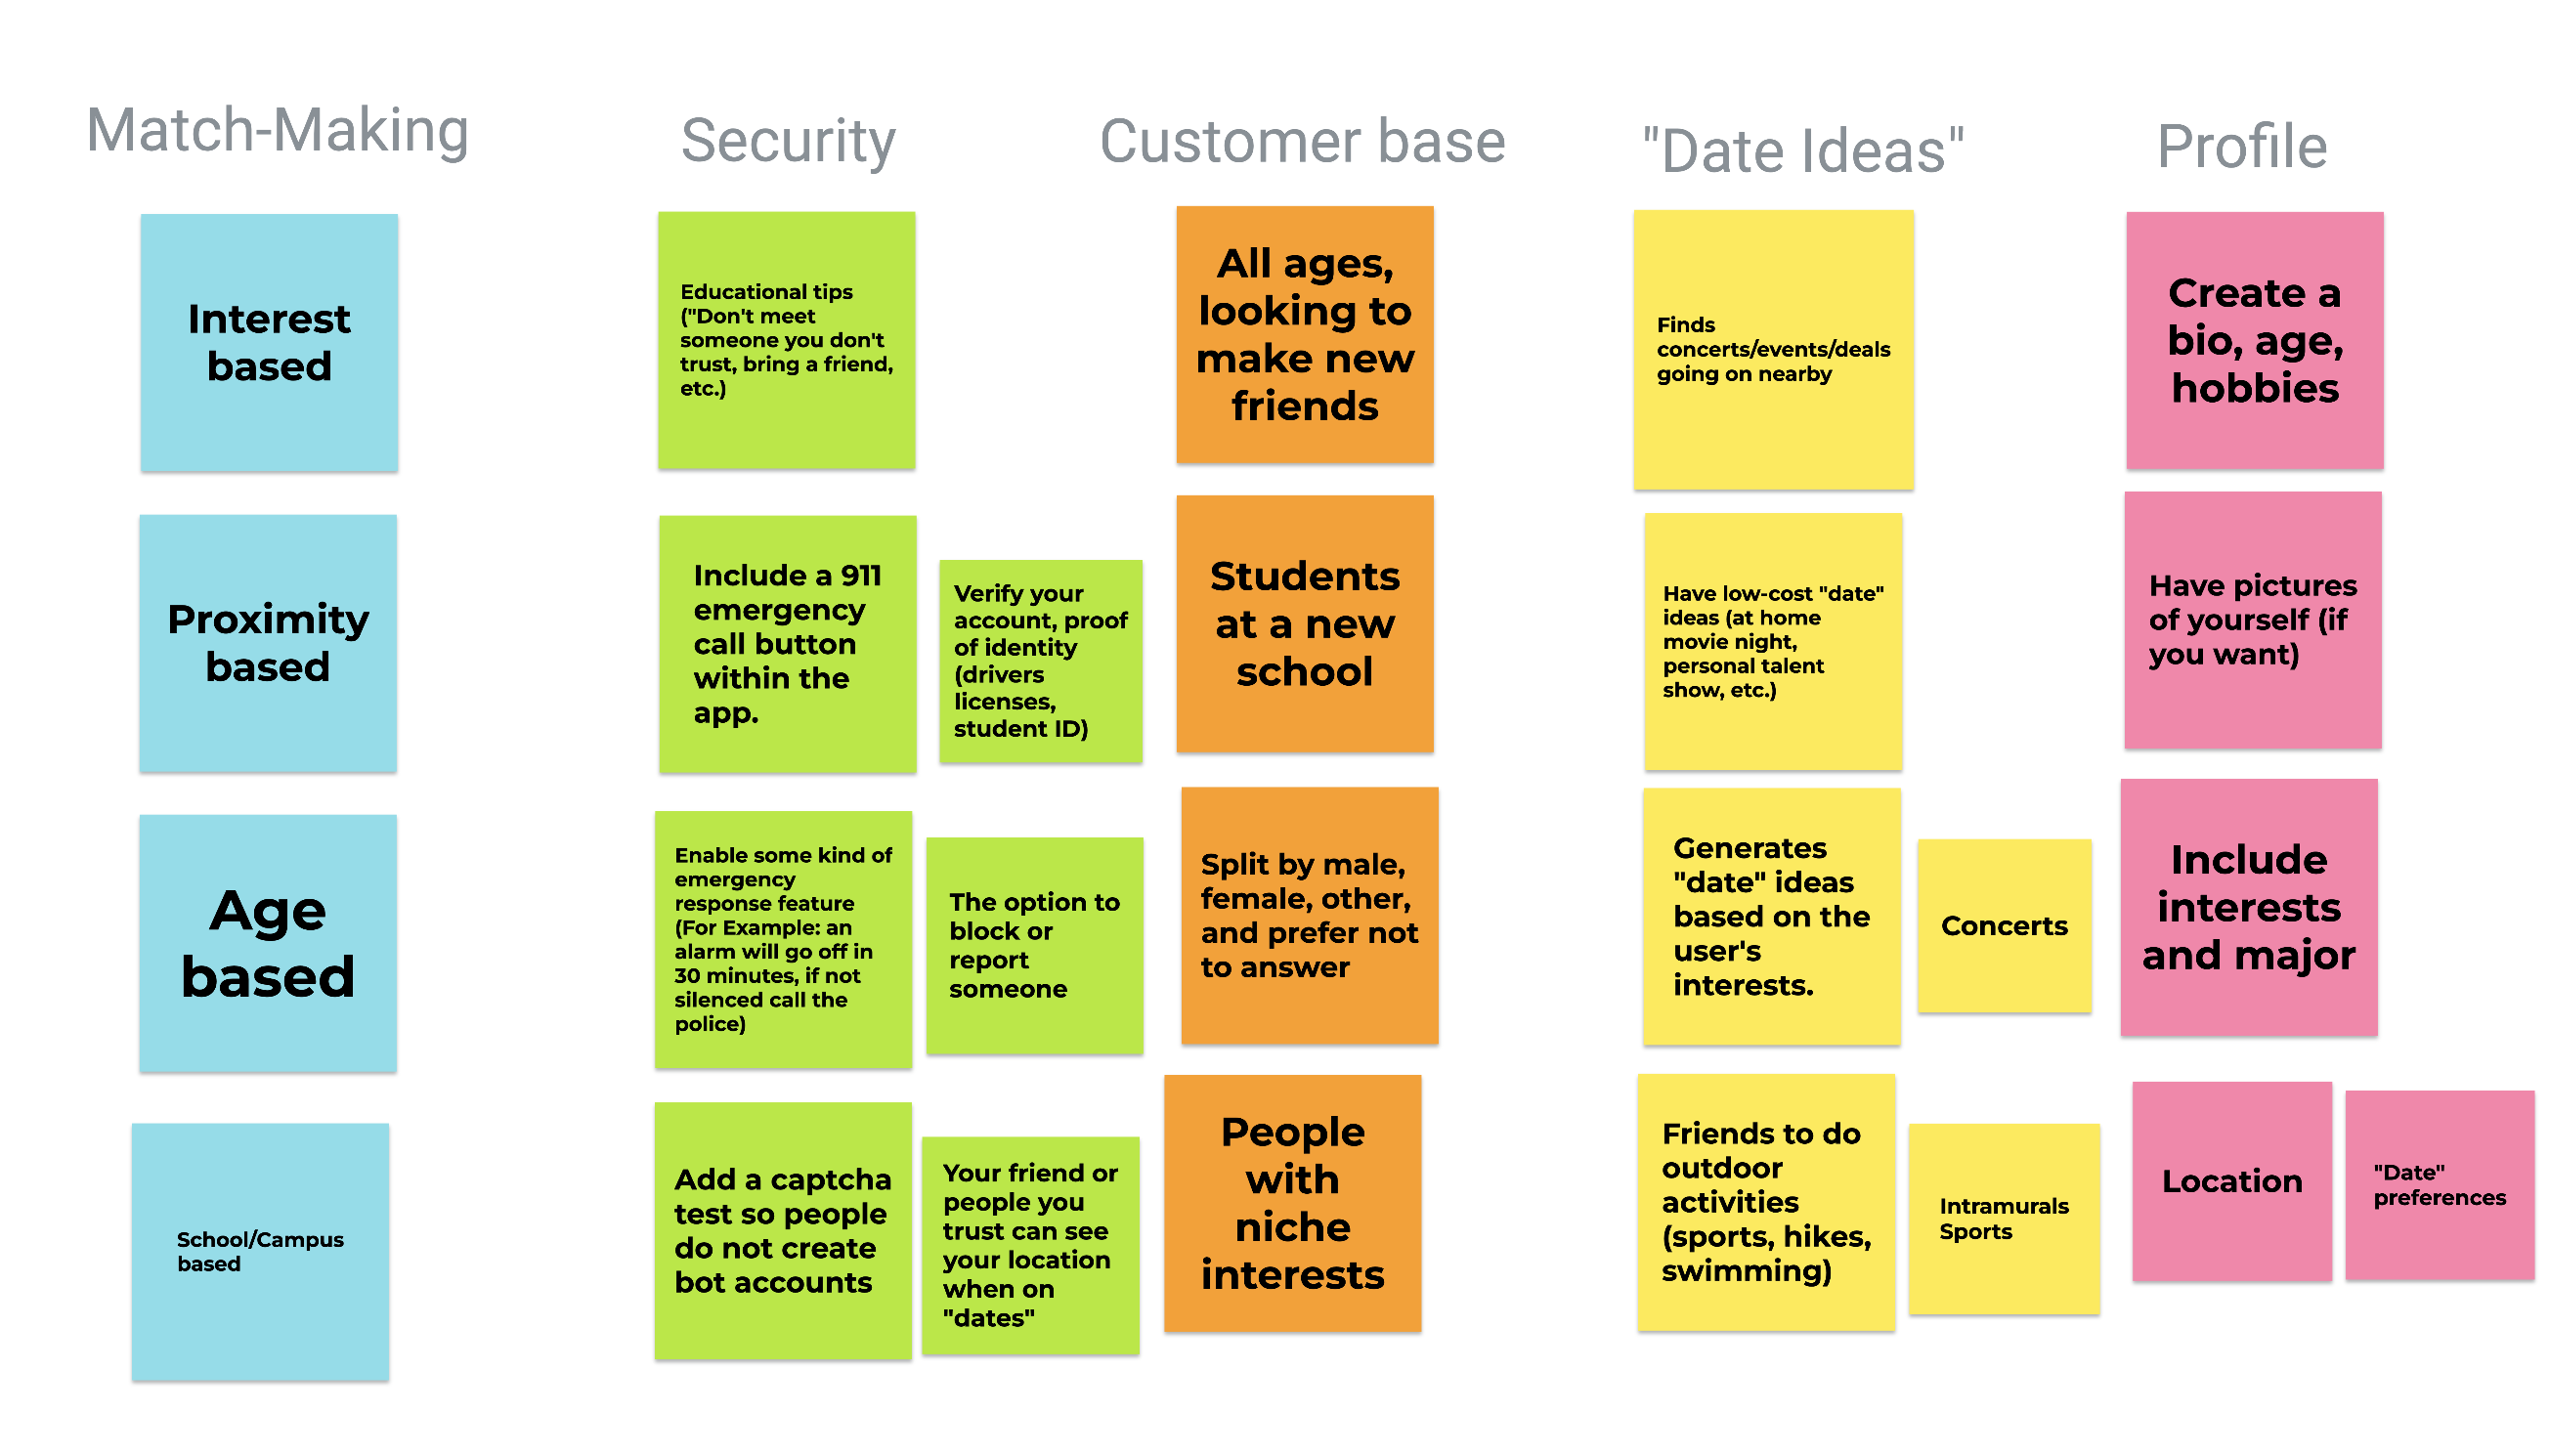 Match-Making
Interest
based
Proximity
based
Age
based
School/Campus
based
Security
Educational tips
("Don't meet
someone you don't
trust, bring a friend,
etc.)
Include a 911
emergency
call button
within the
app.
Verify your
account, proof
of identity
(drivers
licenses,
student ID)
Enable some kind of
emergency
response feature
(For Example: an
alarm will go off in
30 minutes, if not
silenced call the
police)
The option to
block or
report
someone
Add a captcha
test so people
do not create
bot accounts
Your friend or
people you
trust can see
your location
when on
"dates"
Customer base
All ages,
looking to
make new
friends
Students
at a new
school
Split by male,
female, other,
and prefer not
to answer
People
with
niche
interests
"Date Ideas"
Finds
concerts/events/deals
going on nearby
Have low-cost "date"
ideas (at home
movie night,
personal talent
show, etc.)
Generates
"date" ideas
based on the
user's
interests.
Concerts
Friends to do
outdoor
activities
(sports, hikes,
swimming)
Intramurals
Sports
Profile
Create a
bio, age,
hobbies
Have pictures
of yourself (if
you want)
Include
interests
and major
Location
"Date"
preferences